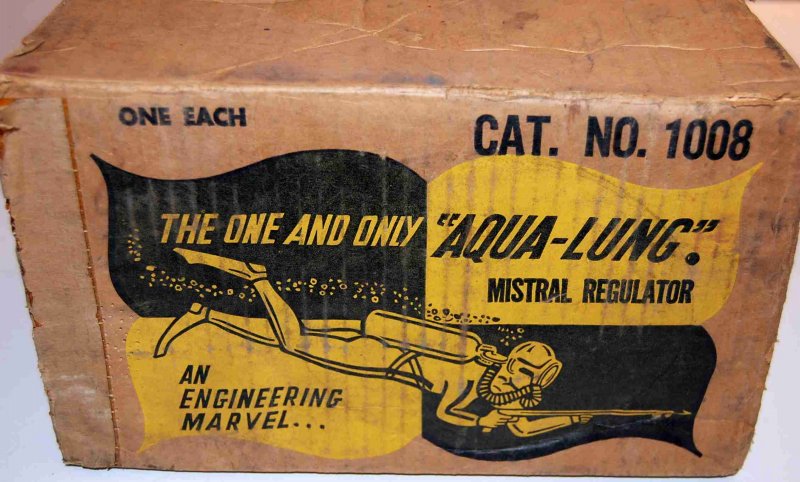 ONE EACH
CAT. NO. 1008
THE ONE AND ONLY "AQUA-LUNG".
MISTRAL REGULATOR
AN
ENGINEERING
MARVEL...